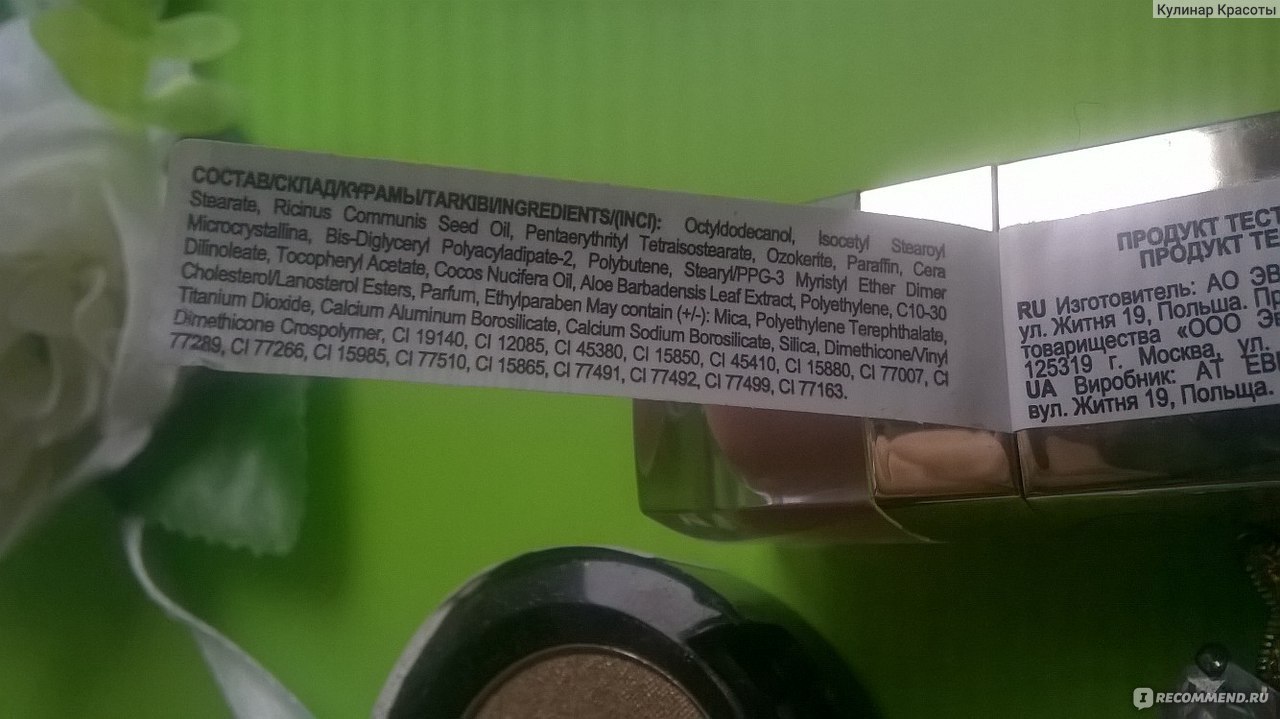 Кулинар Красоты
СОСТАВ/СКЛАД/ҚҰРАМЫ/TARKIBI/INGREDIENTS/(INCI): Octyldodecanol, Isocetyl Stearoyl
Stearate, Ricinus Communis Seed Oil, Pentaerythrityl Tetraisostearate, Ozokerite, Paraffin, Cera
Microcrystallina, Bis-Diglyceryl Polyacyladipate-2, Polybutene, Stearyl/PPG-3 Myristyl Ether Dimer
Dilinoleate, Tocopheryl Acetate, Cocos Nucifera Oil, Aloe Barbadensis Leaf Extract, Polyethylene, C10-30
Cholesterol/Lanosterol Esters, Parfum, Ethylparaben May contain (+/-): Mica, Polyethylene Terephthalate,
Titanium Dioxide, Calcium Aluminum Borosilicate, Calcium Sodium Borosilicate, Silica, Dimethicone/Vinyl
Dimethicone Crospolymer, CI 19140, CI 12085, CI 45380, CI 15850, CI 45410, CI 15880, CI 77007, CI
77289, CI 77266, CI 15985, CI 77510, CI 15865, CI 77491, CI 77492, CI 77499, CI 77163.
ПРОДУКТ ТЕСТ
ПРОДУКТ ТЕ
RU Изготовитель: АО ЭВ
ул. Житня 19, Польша. Пр
товарищества «ООО ЭВ
125319 г. Москва, ул.
UA Виробник: АТ ЕВЕ
вул. Житня 19, Польща.
RECOMMEND.RU